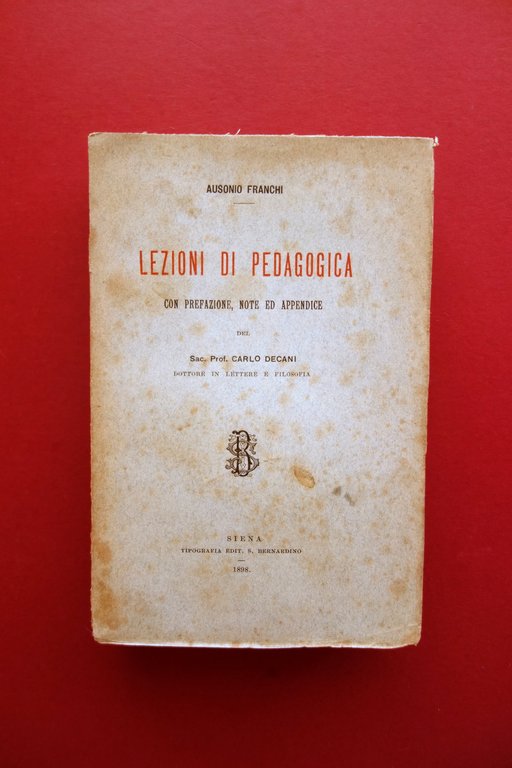 AUSONIO FRANCHI
LEZIONI DI PEDAGOGICA
CON PREFAZIONE, NOTE ED APPENDICE
DEL
Sac. Prof. CARLO DECANI
DOTTORE IN LETTERE E FILOSOFIA
SB
SIENA
TIPOGRAFIA EDIT. S. BERNARDINO
—
1898.